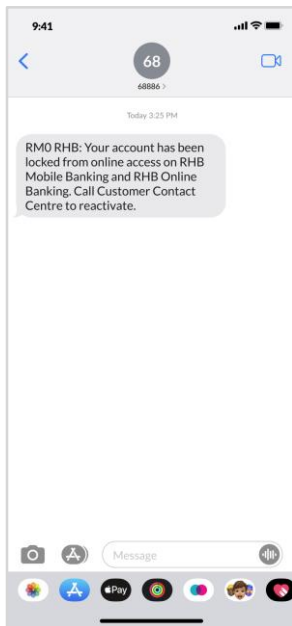 9:41
68
68886 >
Today 3:25 PM
RM0 RHB: Your account has been
locked from online access on RHB
Mobile Banking and RHB Online
Banking. Call Customer Contact
Centre to reactivate.
Message
Pay